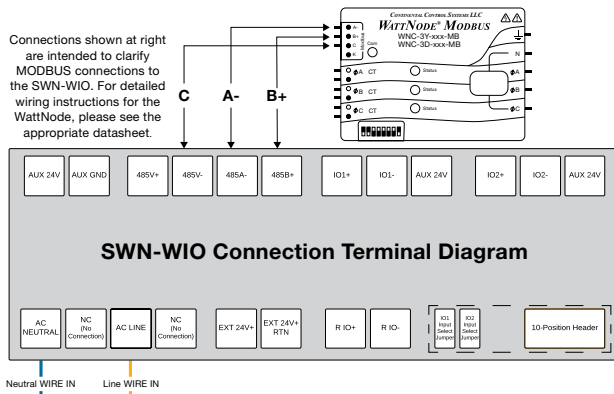 Connections shown at right
are intended to clarify
MODBUS connections to
the SWN-WIO. For detailed
wiring instructions for the
WattNode, please see the
appropriate datasheet.
CONTINENTAL CONTROL SYSTEMS LLC
WATTNODE® MODBUS
WNC-3Y-xxx-MB
WNC-3D-xxx-MB
A-
B+
C
X
Modbus
Com
N
ØA CT
Status
ØA
ØB CT
Status
ØB
ØC CT
Status
ØC
C
A-
B+
AUX 24V
AUX GND
485V+
485V-
485A-
485B+
IO1+
IO1-
AUX 24V
IO2+
IO2-
AUX 24V
SWN-WIO Connection Terminal Diagram
AC
NEUTRAL
NC
(No
Connection)
AC LINE
NC
(No
Connection)
EXT 24V+
EXT 24V+
RTN
R IO+
R IO-
IO1
Input
Select
Jumper
IO2
Input
Select
Jumper
10-Position Header
Neutral WIRE IN
Line WIRE IN